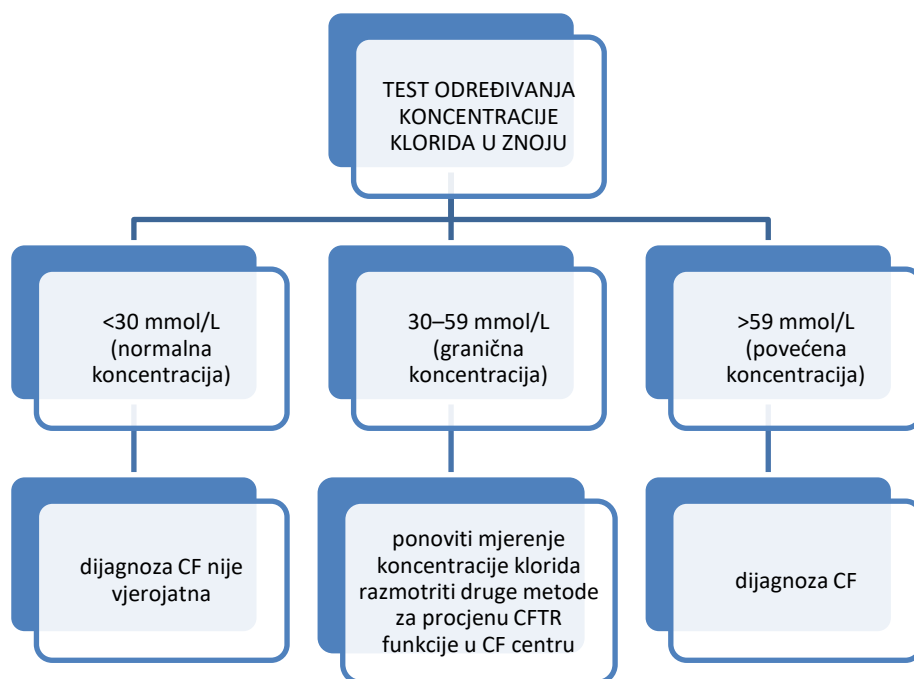 TEST ODREĐIVANJA
KONCENTRACIJE
KLORIDA U ZNOJU
<30 mmol/L
(normalna
koncentracija)
30–59 mmol/L
(granična
koncentracija)
>59 mmol/L
(povećena
koncentracija)
dijagnoza CF nije
vjerojatna
ponoviti mjerenje
koncentracije klorida
razmotriti druge metode
za procjenu CFTR
funkcije u CF centru
dijagnoza CF